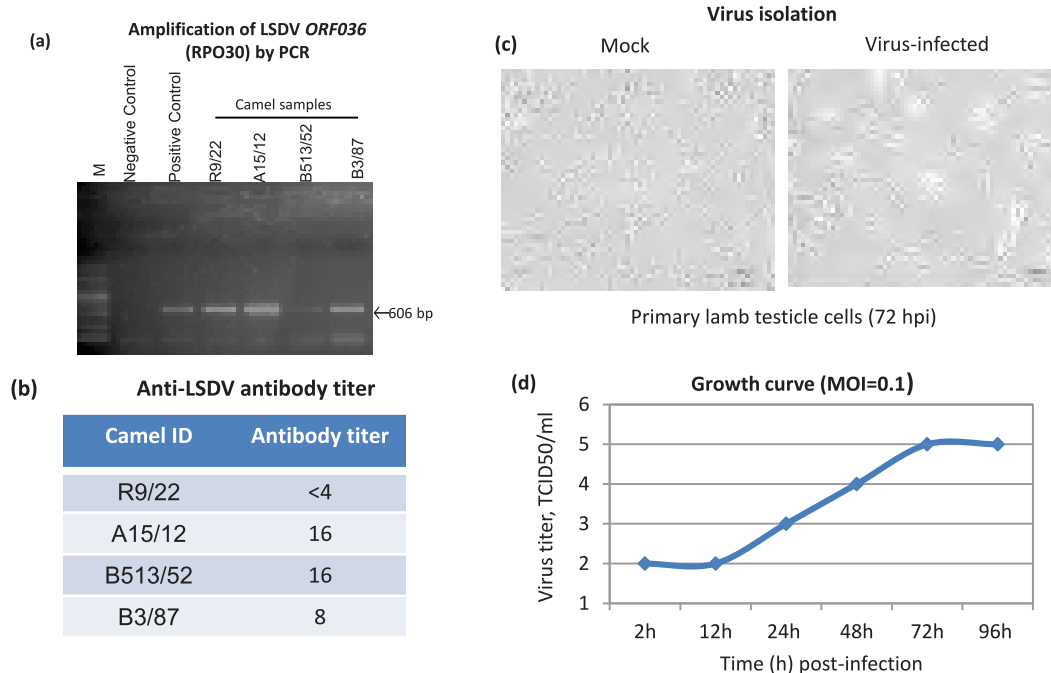 (a)
Amplification of LSDV ORF036
(RPO30) by PCR
M
Negative Control
Positive Control
Camel samples
R9/22
A15/12
B513/52
B3/87
606 bp
(b)
Anti-LSDV antibody titer
Camel ID Antibody titer
R9/22 <4
A15/12 16
B513/52 16
B3/87 8
Virus isolation
(c)
Mock Virus-infected
Primary lamb testicle cells (72 hpi)
(d)
Growth curve (MOI=0.1)
Virus titer, TCID50/ml
6
5
4
3
2
1
2h 12h 24h 48h 72h 96h
Time (h) post-infection